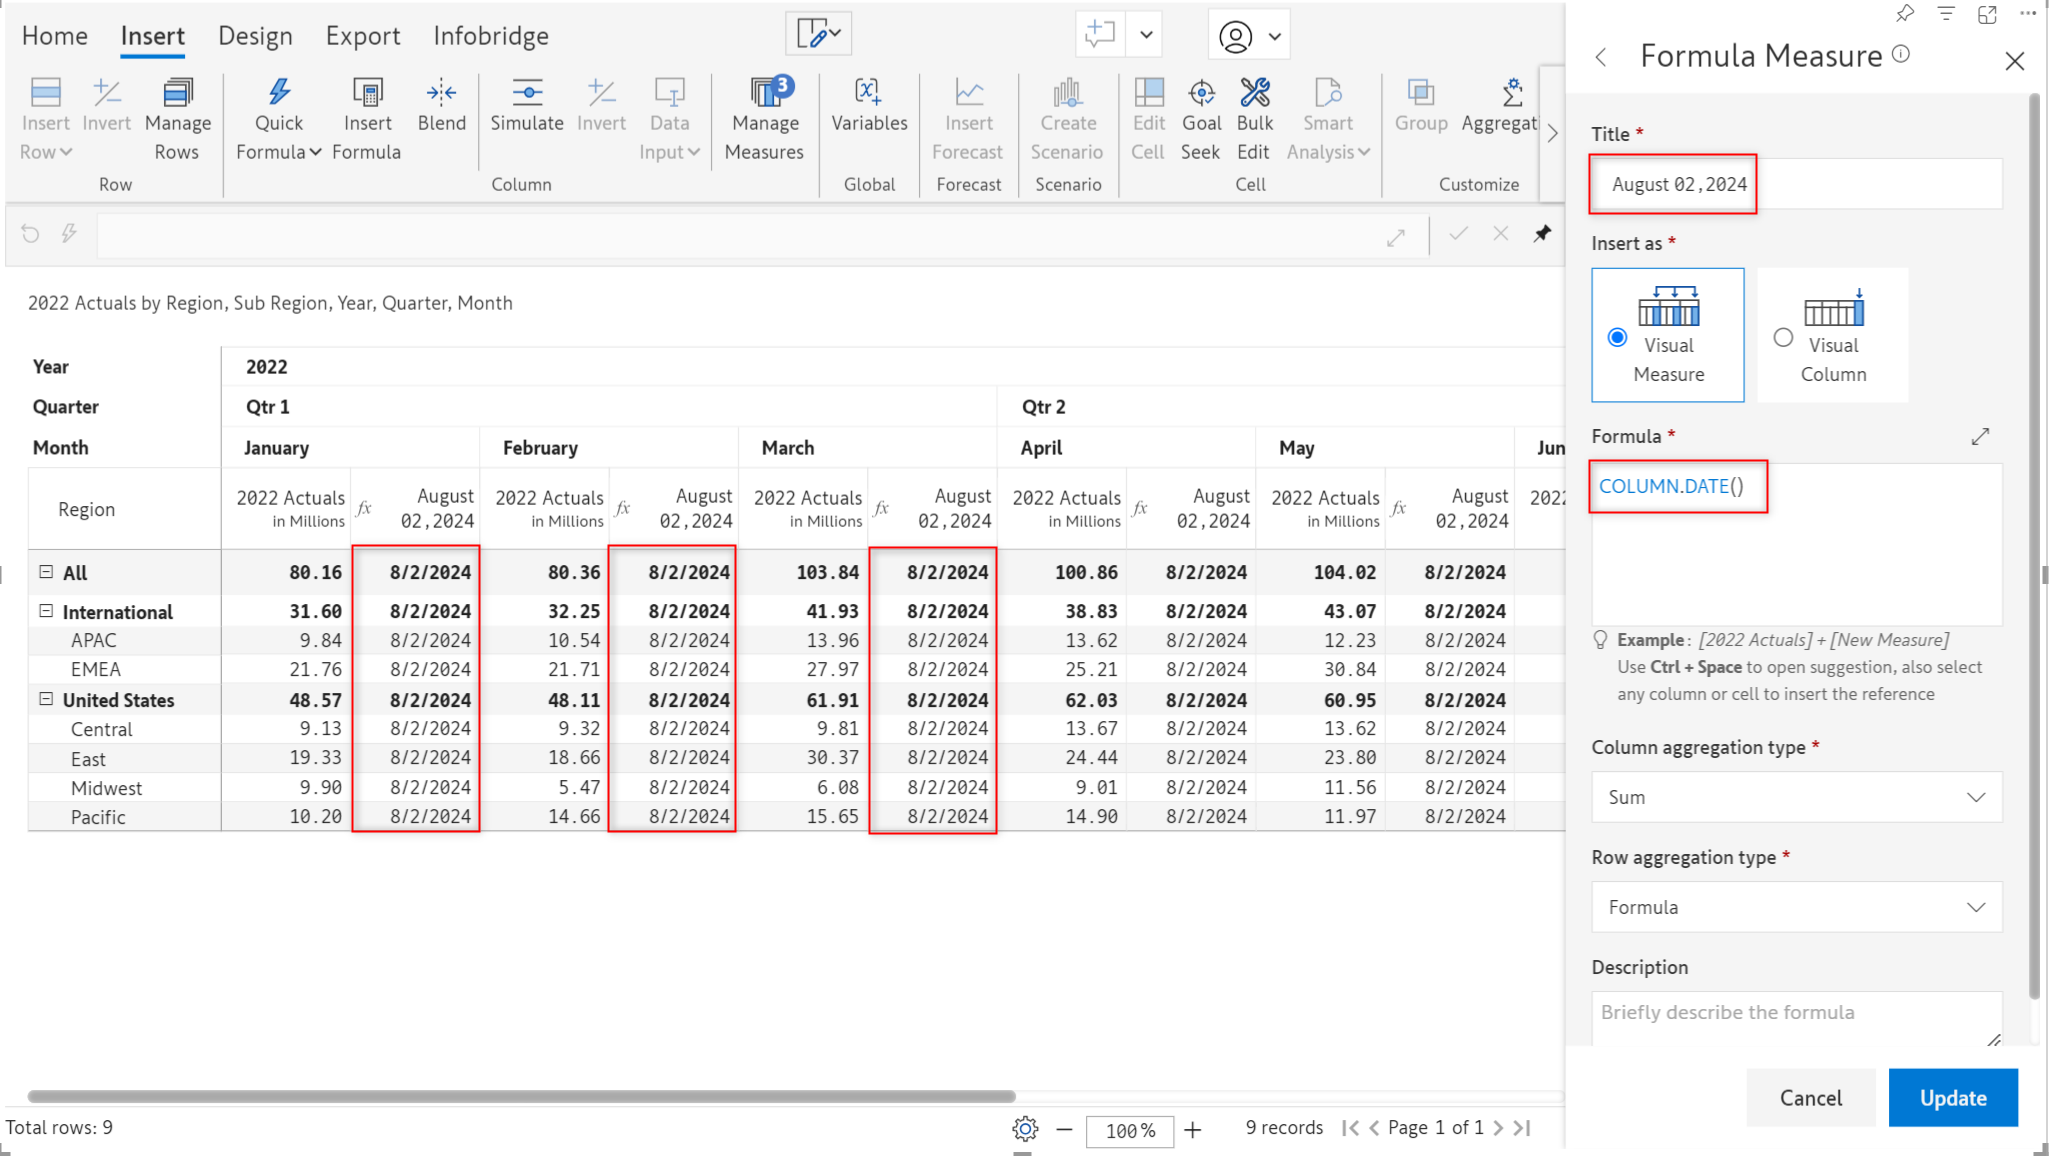 Home Insert Design Export Infobridge
Insert Row
Invert
Manage Rows
Row
Quick Formula
Insert Formula
Blend
Simulate
Invert
Data Input
Column
3
Manage Measures
Variables
Global
Insert Forecast
Forecast
Create Scenario
Scenario
Edit Cell
Goal Seek
Bulk Edit
Smart Analysis
Cell
Group
Aggregat
Customize
2022 Actuals by Region, Sub Region, Year, Quarter, Month
Year 2022
Quarter Qtr 1 Qtr 2
Month January February March April May Jun
Region 2022 Actuals in Millions fx August 02,2024 2022 Actuals in Millions fx August 02,2024 2022 Actuals in Millions fx August 02,2024 2022 Actuals in Millions fx August 02,2024 2022 Actuals in Millions fx August 02,2024 2022
All 80.16 8/2/2024 80.36 8/2/2024 103.84 8/2/2024 100.86 8/2/2024 104.02 8/2/2024
International 31.60 8/2/2024 32.25 8/2/2024 41.93 8/2/2024 38.83 8/2/2024 43.07 8/2/2024
APAC 9.84 8/2/2024 10.54 8/2/2024 13.96 8/2/2024 13.62 8/2/2024 12.23 8/2/2024
EMEA 21.76 8/2/2024 21.71 8/2/2024 27.97 8/2/2024 25.21 8/2/2024 30.84 8/2/2024
United States 48.57 8/2/2024 48.11 8/2/2024 61.91 8/2/2024 62.03 8/2/2024 60.95 8/2/2024
Central 9.13 8/2/2024 9.32 8/2/2024 9.81 8/2/2024 13.67 8/2/2024 13.62 8/2/2024
East 19.33 8/2/2024 18.66 8/2/2024 30.37 8/2/2024 24.44 8/2/2024 23.80 8/2/2024
Midwest 9.90 8/2/2024 5.47 8/2/2024 6.08 8/2/2024 9.01 8/2/2024 11.56 8/2/2024
Pacific 10.20 8/2/2024 14.66 8/2/2024 15.65 8/2/2024 14.90 8/2/2024 11.97 8/2/2024
Total rows: 9
100%
9 records
Page 1 of 1
Formula Measure
Title *
August 02,2024
Insert as *
Visual Measure
Visual Column
Formula *
COLUMN.DATE()
Example : [2022 Actuals] + [New Measure]
Use Ctrl + Space to open suggestion, also select
any column or cell to insert the reference
Column aggregation type *
Sum
Row aggregation type *
Formula
Description
Briefly describe the formula
Cancel
Update